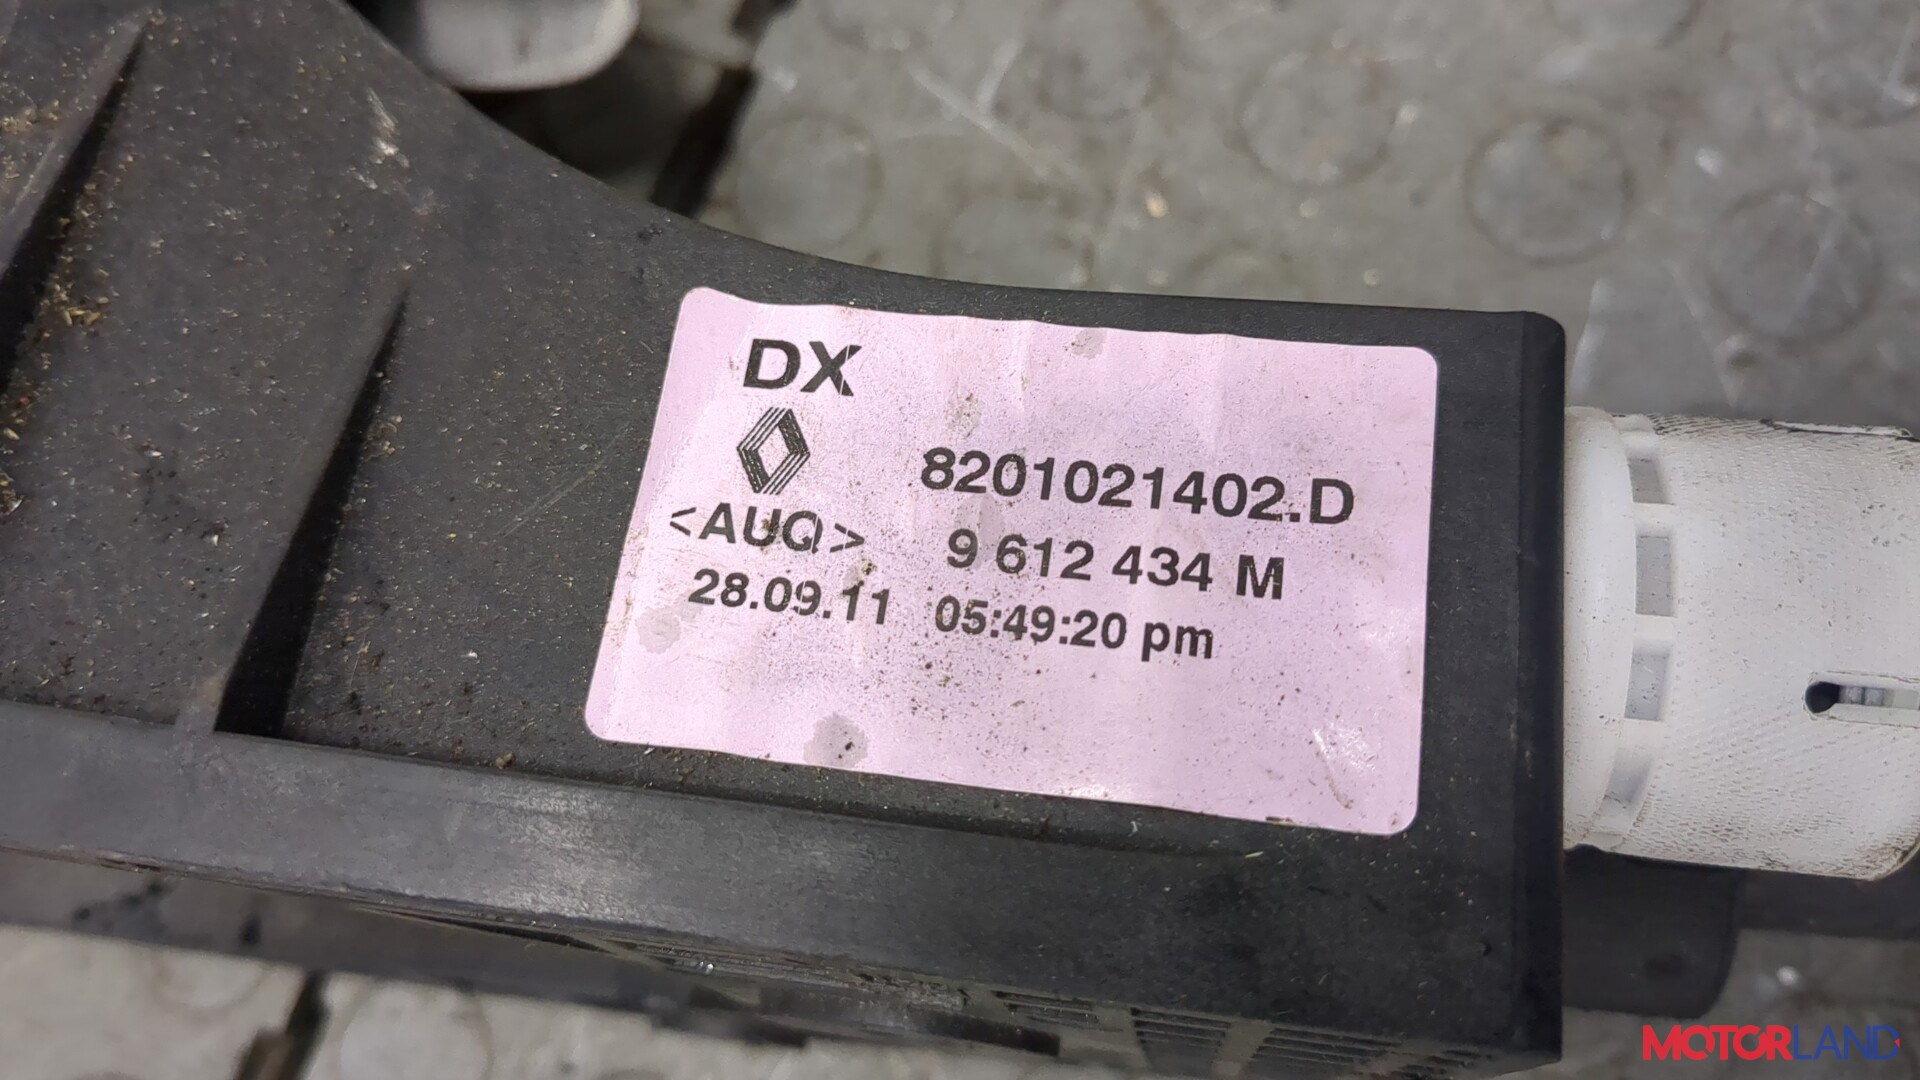 DX
8201021402.D
<AUQ> 9 612 434 M
28.09.11 05:49:20 pm
MOTORLAND